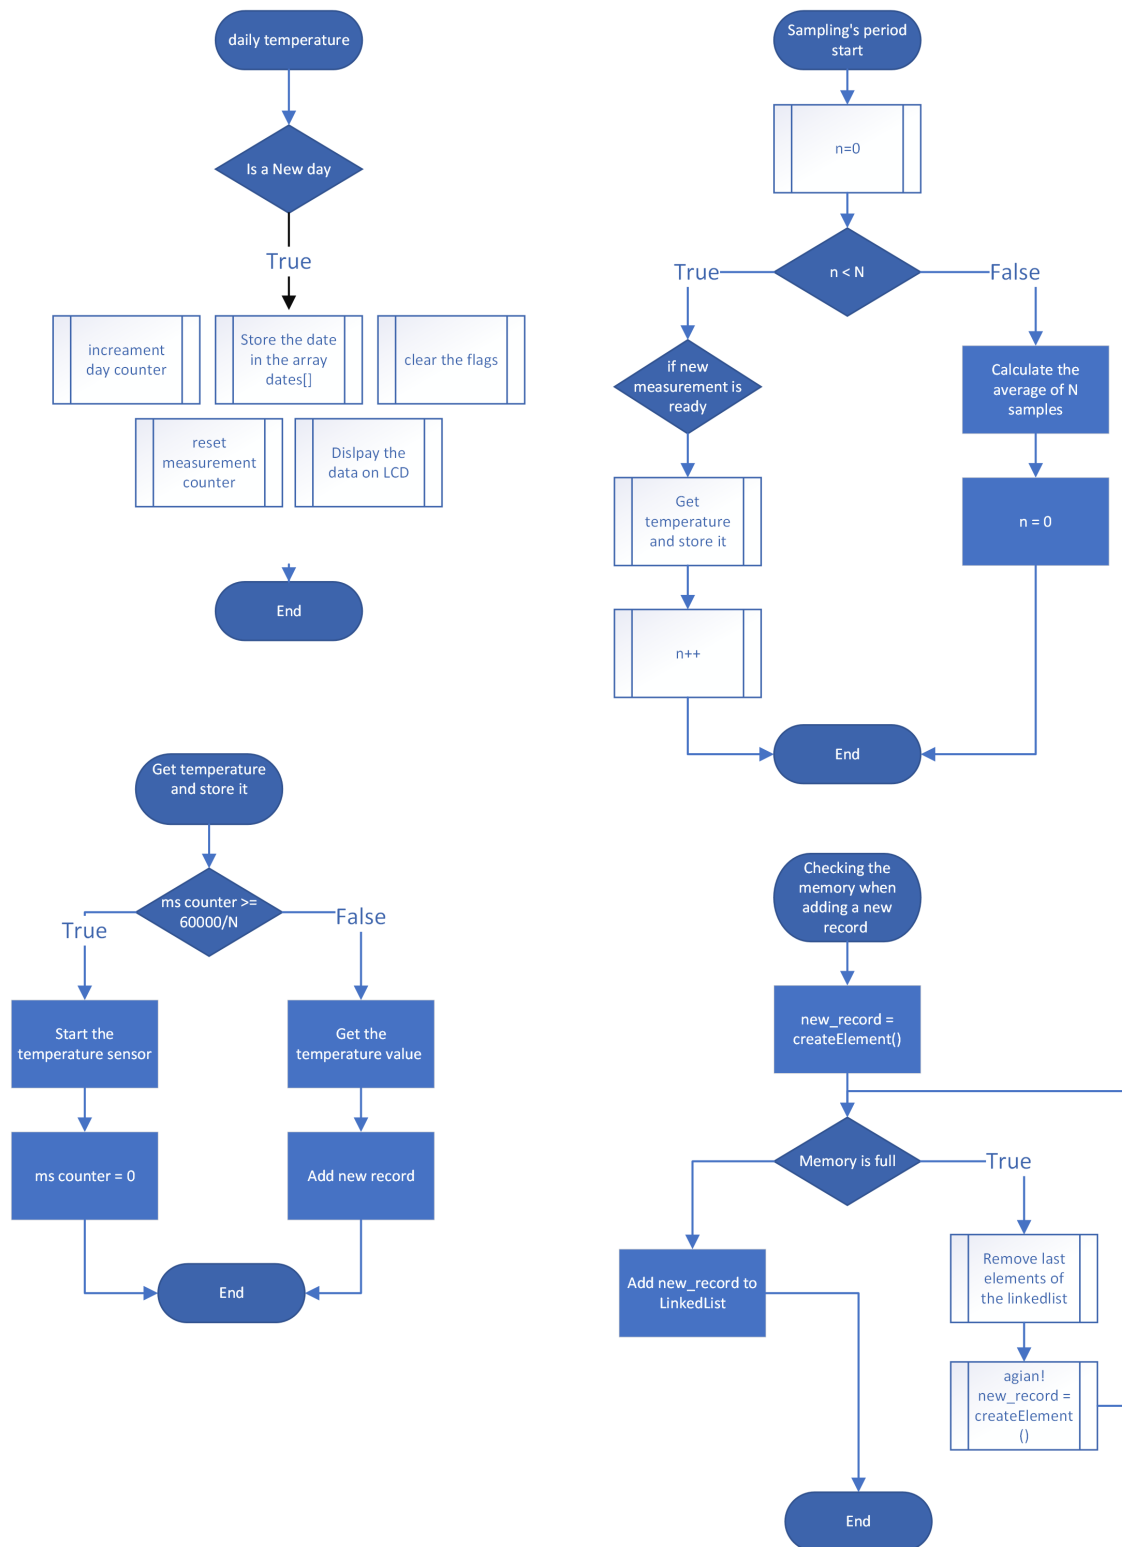 daily temperature
Is a New day
True
increament
day counter
Store the date
in the array
dates[]
clear the flags
reset
measurement
counter
Dislpay the
data on LCD
End
Sampling's period
start
n=0
n < N
True
False
if new
measurement is
ready
Calculate the
average of N
samples
Get
temperature
and store it
n = 0
n++
End
Get temperature
and store it
ms counter >=
60000/N
True
False
Start the
temperature sensor
Get the
temperature value
ms counter = 0
Add new record
End
Checking the
memory when
adding a new
record
new_record =
createElement()
Memory is full
True
Add new_record to
LinkedList
Remove last
elements of
the linkedlist
agian!
new_record =
createElement
()
End